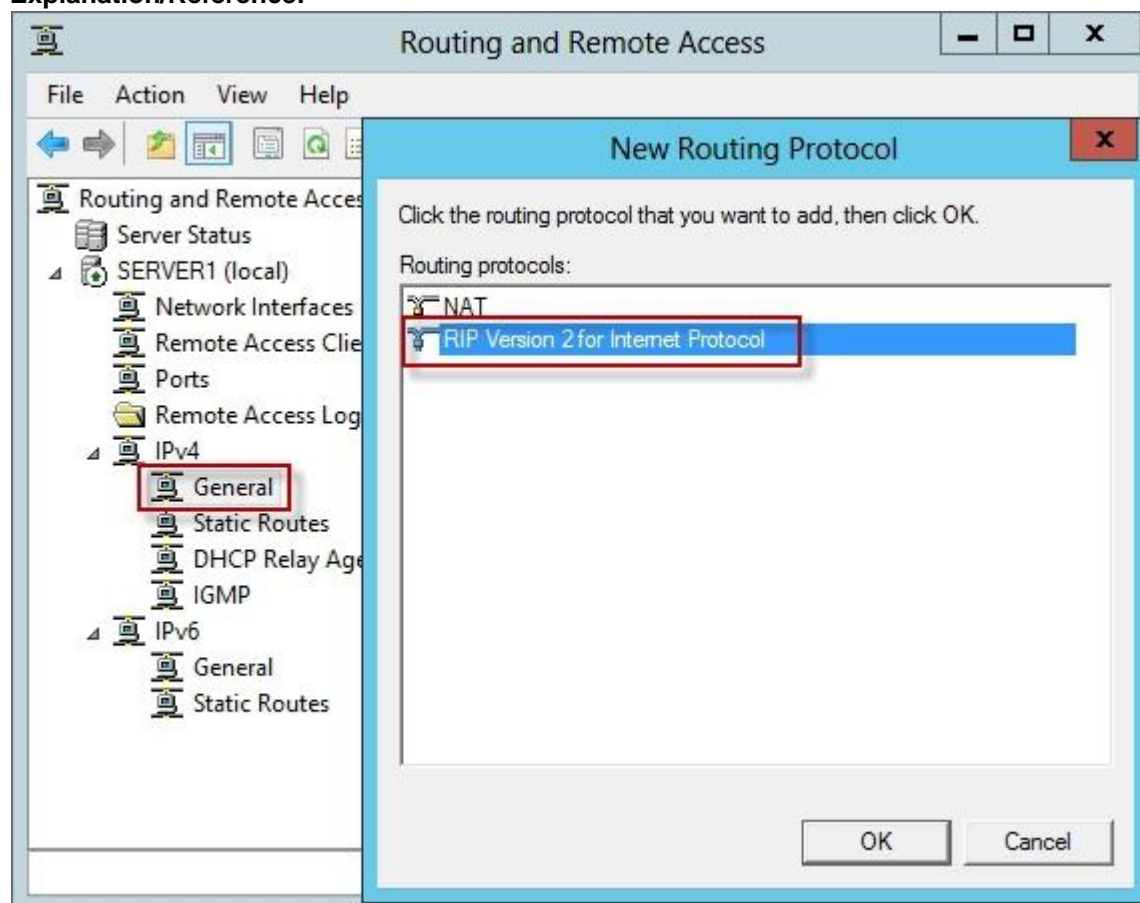 Explanation/Reference:
Routing and Remote Access
File Action View Help
New Routing Protocol
Routing and Remote Acces
Server Status
SERVER1 (local)
Network Interfaces
Remote Access Clie
Ports
Remote Access Log
IPv4
General
Static Routes
DHCP Relay Age
IGMP
IPv6
General
Static Routes
Click the routing protocol that you want to add, then click OK.
Routing protocols:
NAT
RIP Version 2 for Internet Protocol
OK Cancel